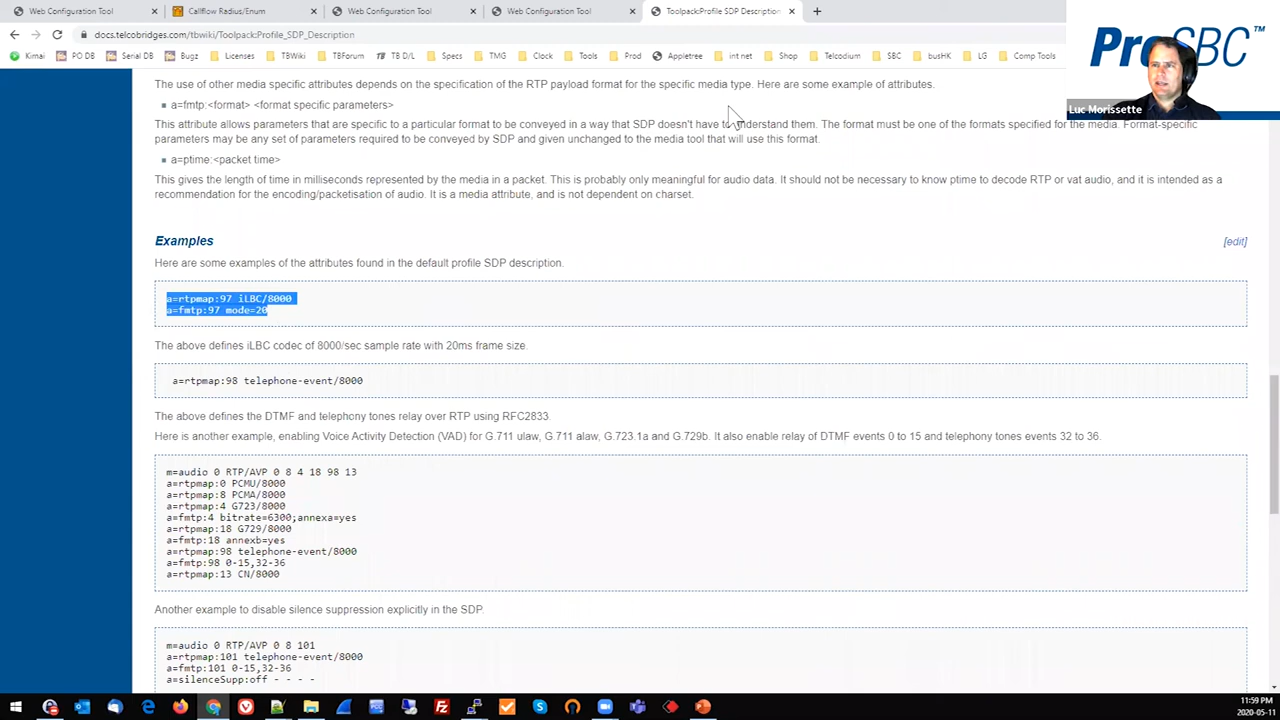 Web Configuration Tool
Callflow Radius/Enum
Web Configuration Tool
Web Configuration Tool
Toolpack:Profile SDP Description
docs.telcobridges.com/tbwiki/Toolpack:Profile_SDP_Description
Kimai
PO DB
Serial DB
Bugz
Licenses
TBWiki
TBForum
TB D/L
Specs
TMG
Clock
Tools
Prod
Appletree
int net
Shop
Telcodium
SBC
busHK
LG
Comp Tools
ProSBC™
Luc Morissette
The use of other media specific attributes depends on the specification of the RTP payload format for the specific media type. Here are some example of attributes.
a=fmtp:<format> <format specific parameters>
This attribute allows parameters that are specific to a particular format to be conveyed in a way that SDP doesn't have to understand them. The format must be one of the formats specified for the media. Format-specific
parameters may be any set of parameters required to be conveyed by SDP and given unchanged to the media tool that will use this format.
a=ptime:<packet time>
This gives the length of time in milliseconds represented by the media in a packet. This is probably only meaningful for audio data. It should not be necessary to know ptime to decode RTP or vat audio, and it is intended as a
recommendation for the encoding/packetisation of audio. It is a media attribute, and is not dependent on charset.
Examples
[edit]
Here are some examples of the attributes found in the default profile SDP description.
a=rtpmap:97 iLBC/8000
a=fmtp:97 mode=20
The above defines iLBC codec of 8000/sec sample rate with 20ms frame size.
a=rtpmap:98 telephone-event/8000
The above defines the DTMF and telephony tones relay over RTP using RFC2833.
Here is another example, enabling Voice Activity Detection (VAD) for G.711 ulaw, G.711 alaw, G.723.1a and G.729b. It also enable relay of DTMF events 0 to 15 and telephony tones events 32 to 36.
m=audio 0 RTP/AVP 0 8 4 18 98 13
a=rtpmap:0 PCMU/8000
a=rtpmap:8 PCMA/8000
a=rtpmap:4 G723/8000
a=fmtp:4 bitrate=6300;annexa=yes
a=rtpmap:18 G729/8000
a=fmtp:18 annexb=yes
a=rtpmap:98 telephone-event/8000
a=fmtp:98 0-15,32-36
a=rtpmap:13 CN/8000
Another example to disable silence suppression explicitly in the SDP.
m=audio 0 RTP/AVP 0 8 101
a=rtpmap:101 telephone-event/8000
a=fmtp:101 0-15,32-36
a=silenceSupp:off - - - -
11:59 PM
2020-05-11